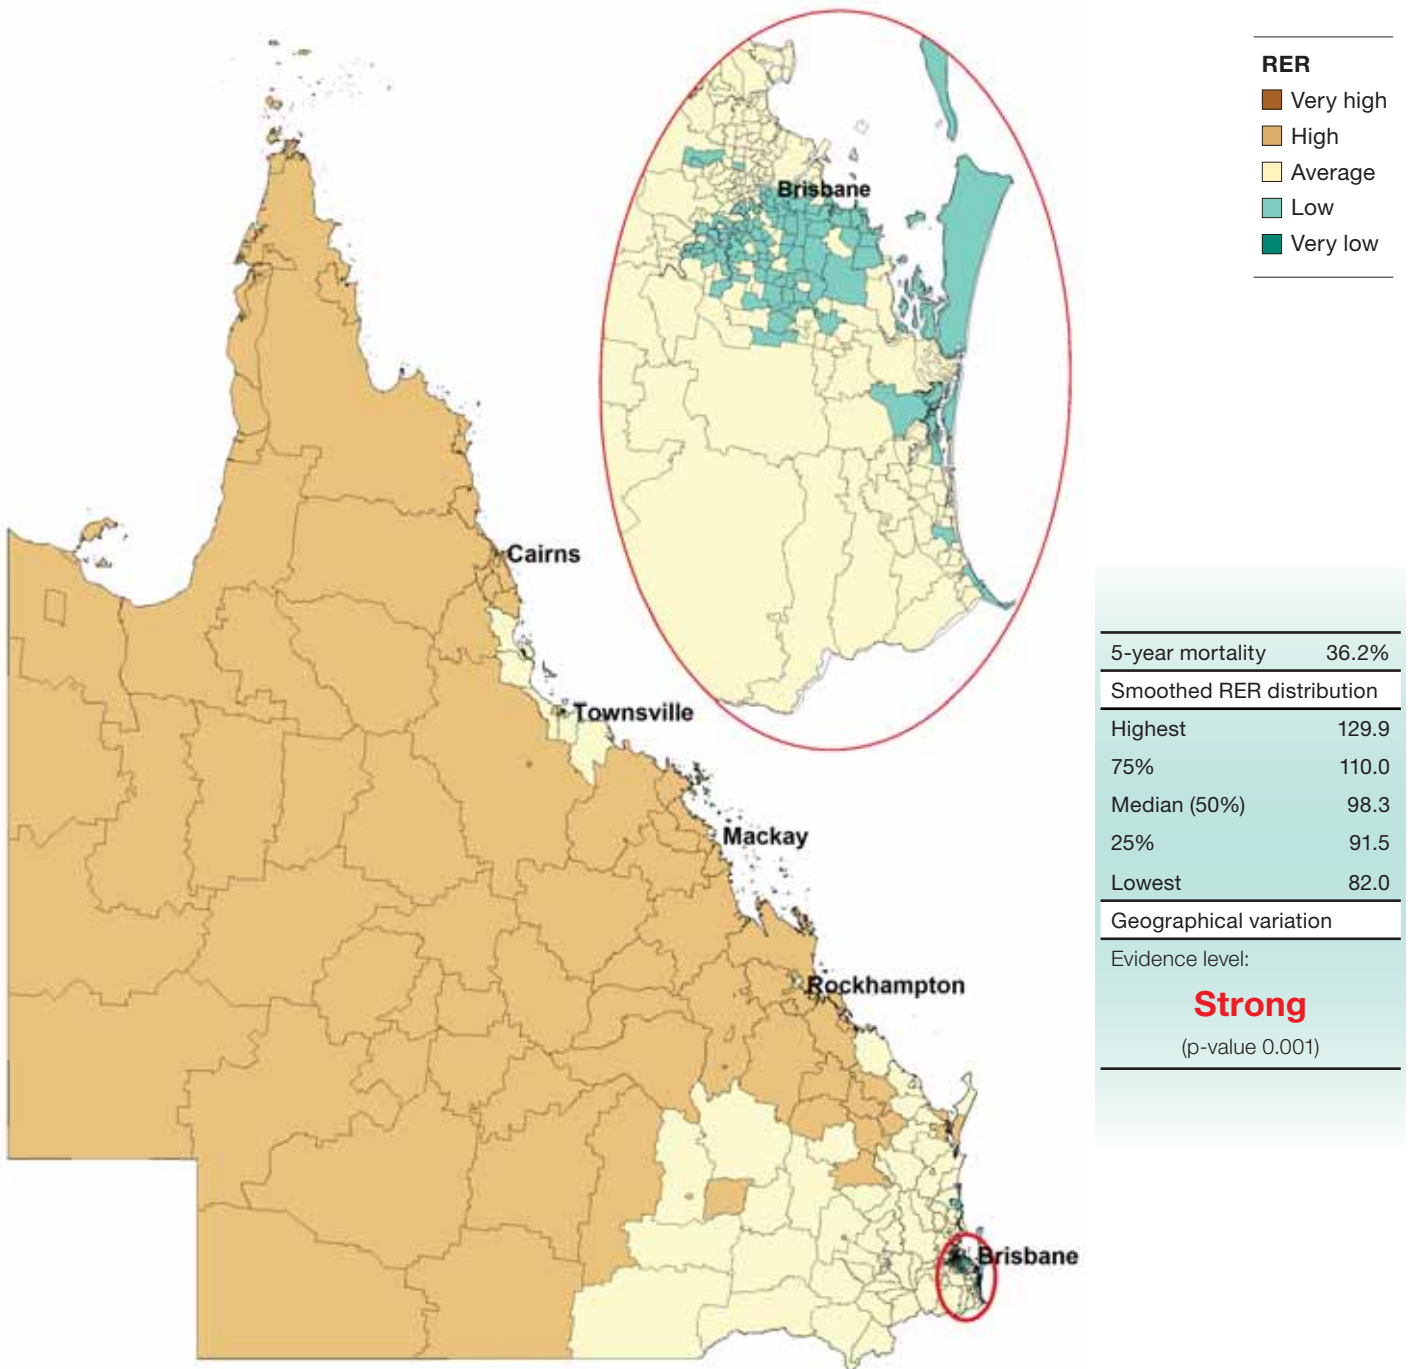 RER
Very high
High
Average
Low
Very low
Brisbane
Cairns
Townsville
Mackay
Rockhampton
Brisbane
5-year mortality 36.2%
Smoothed RER distribution
Highest 129.9
75% 110.0
Median (50%) 98.3
25% 91.5
Lowest 82.0
Geographical variation
Evidence level:
Strong
(p-value 0.001)